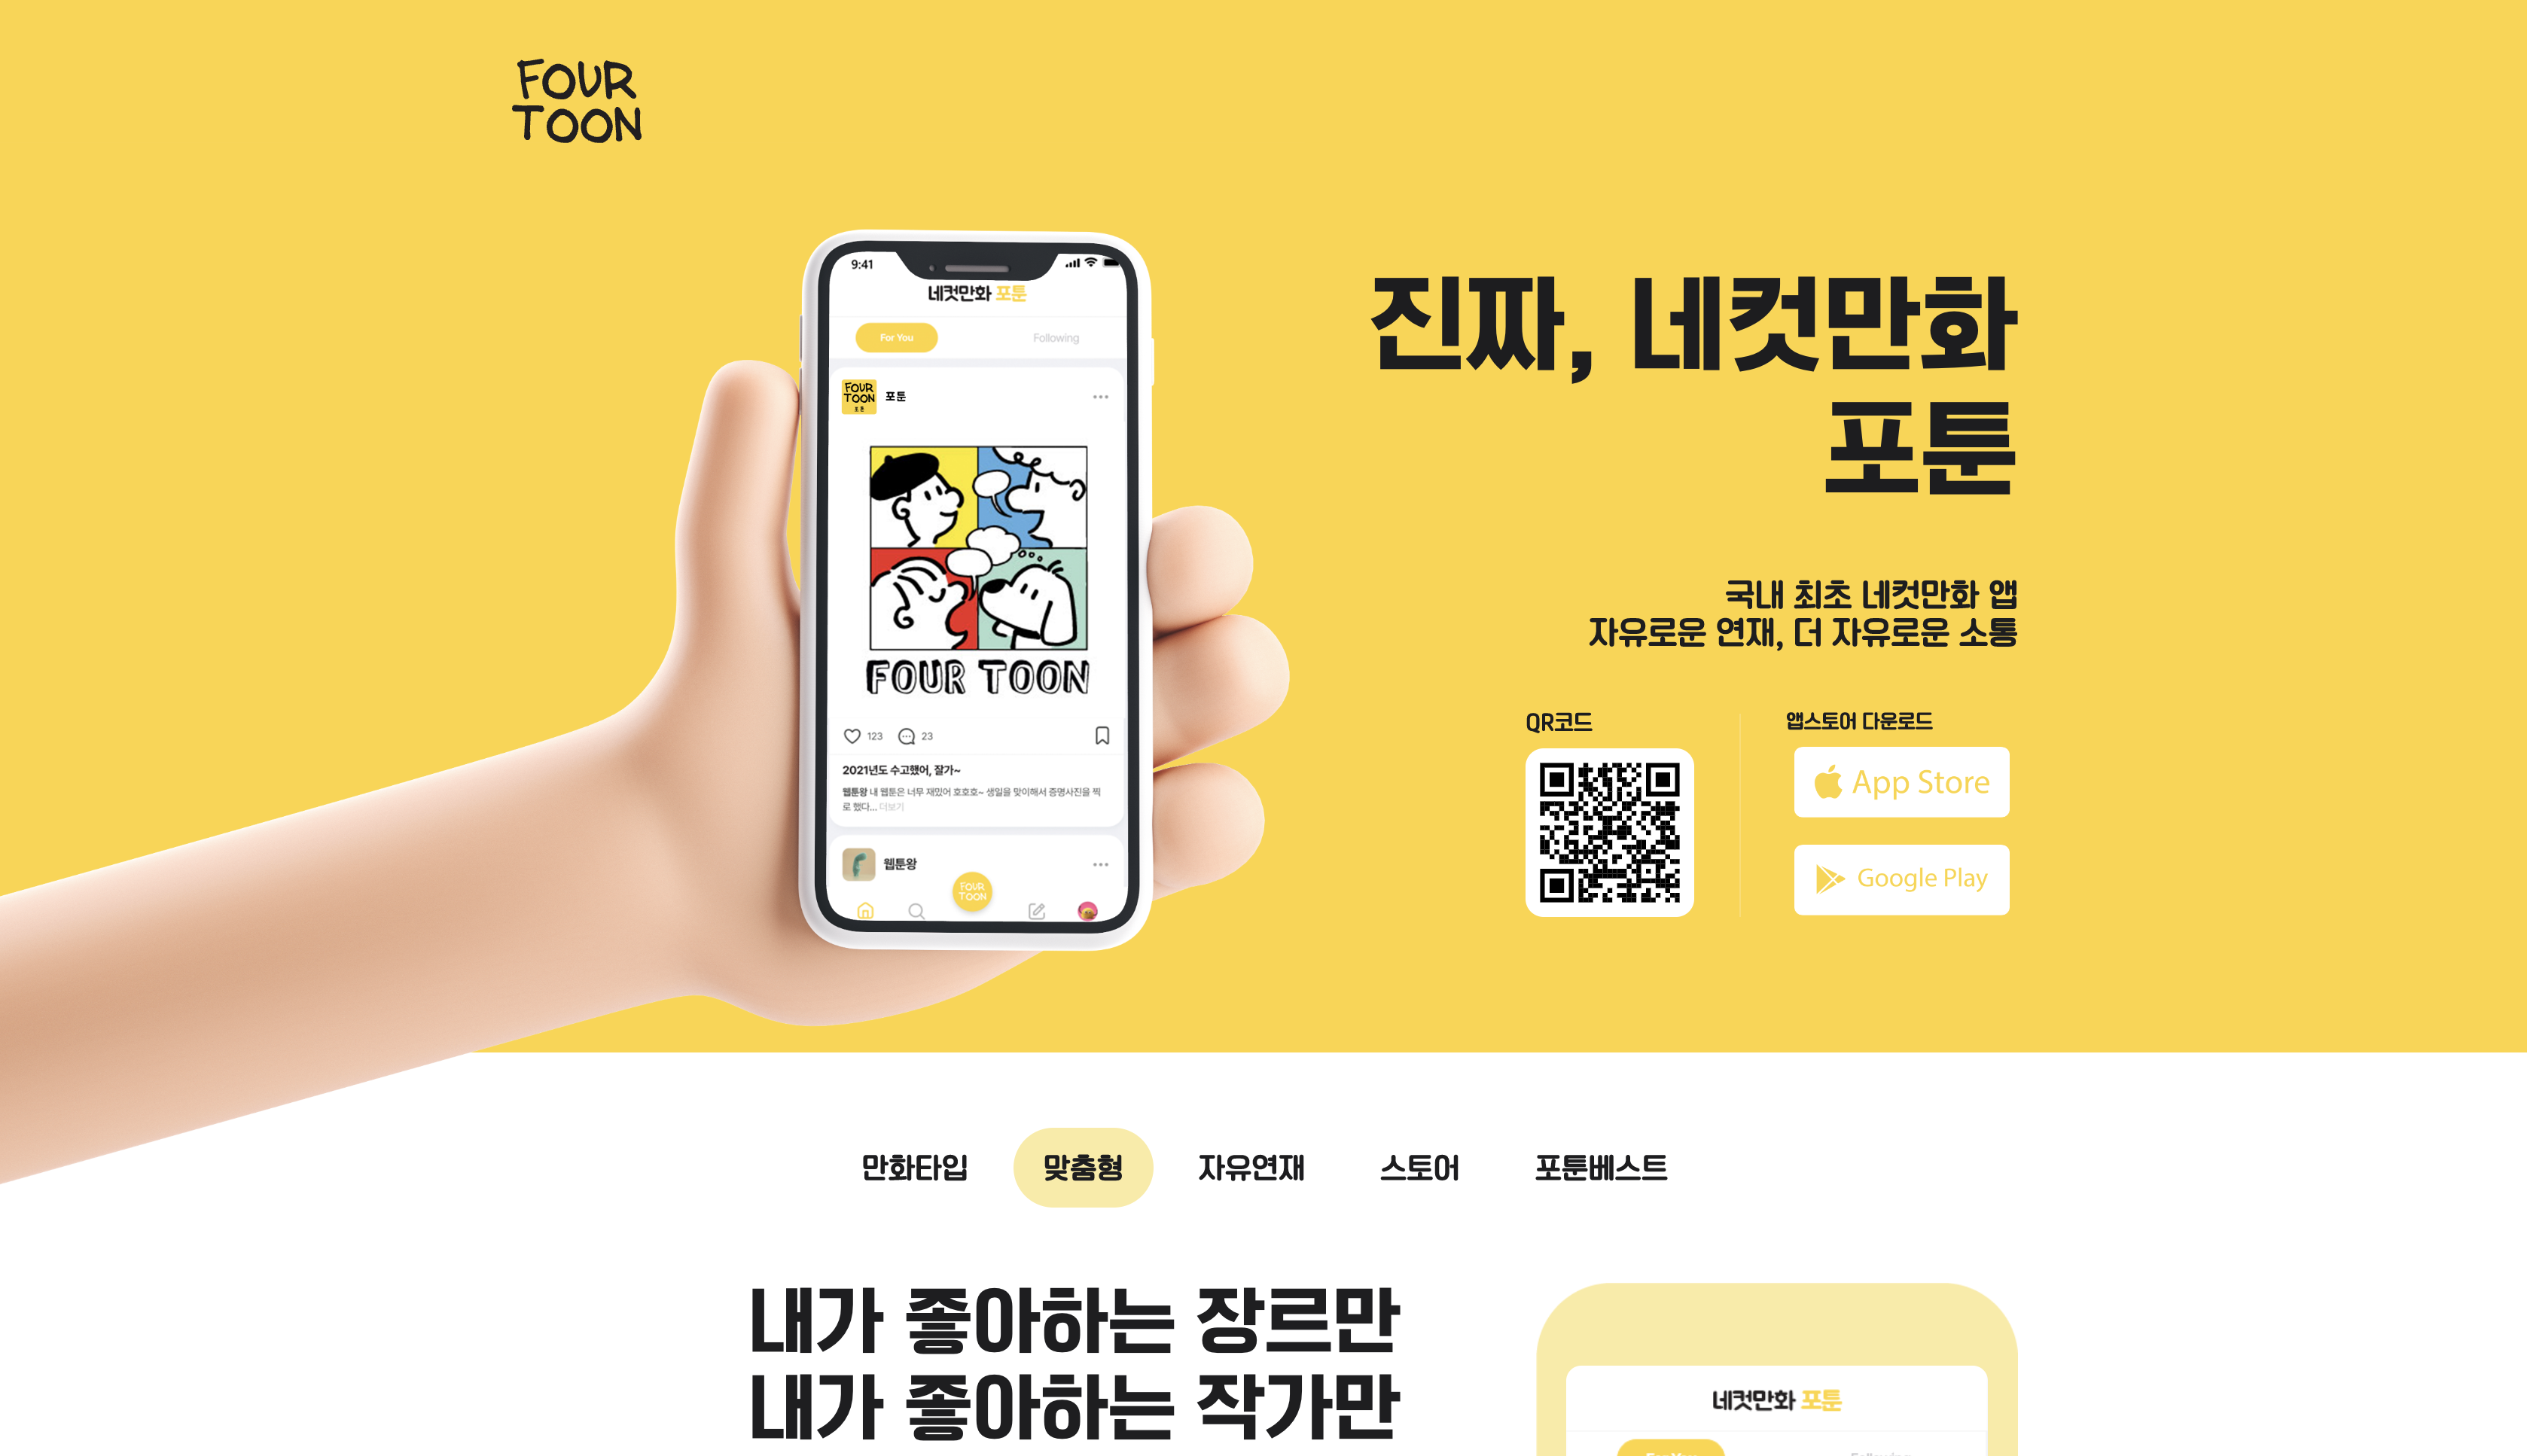 FOUR
TOON
9:41
네컷만화 포툰
For You
Following
FOUR
TOON
포툰
포툰
FOUR TOON
123
23
2021년도 수고했어, 잘가~
웹툰왕 내 웹툰은 너무 재밌어 호호호~ 생일을 맞이해서 증명사진을 찍
로 했다... 더보기
웹툰왕
FOUR
TOON
진짜, 네컷만화
포툰
국내 최초 네컷만화 앱
자유로운 연재, 더 자유로운 소통
QR코드
앱스토어 다운로드
App Store
Google Play
만화타입
맞춤형
자유연재
스토어
포툰베스트
내가 좋아하는 장르만
내가 좋아하는 작가만
네컷만화 포툰
For You
Following